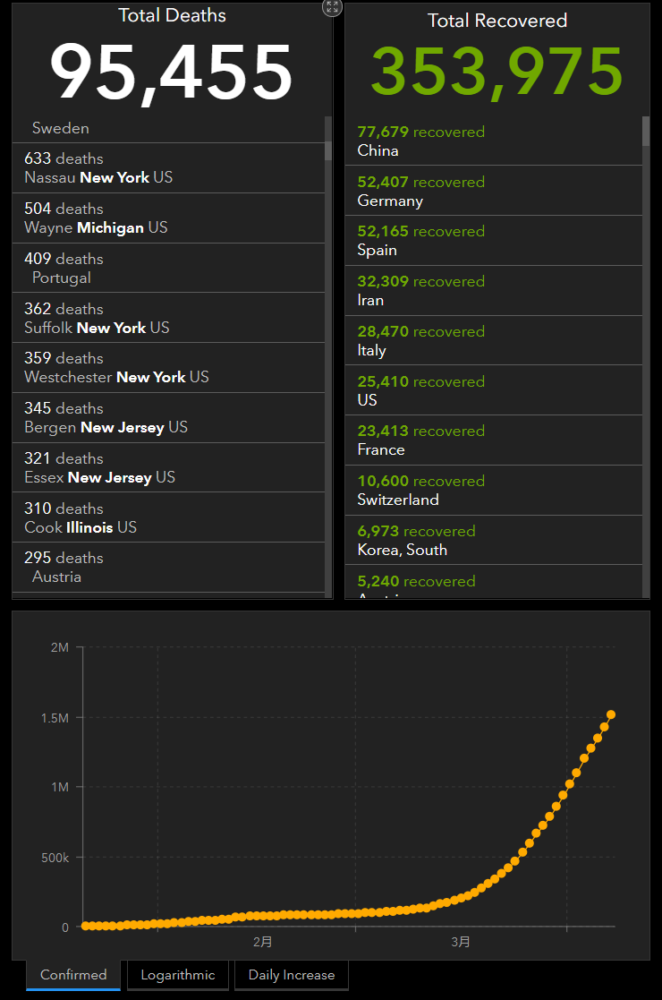 Total Deaths
95,455
Sweden
633 deaths
Nassau New York US
504 deaths
Wayne Michigan US
409 deaths
Portugal
362 deaths
Suffolk New York US
359 deaths
Westchester New York US
345 deaths
Bergen New Jersey US
321 deaths
Essex New Jersey US
310 deaths
Cook Illinois US
295 deaths
Austria
Total Recovered
353,975
77,679 recovered
China
52,407 recovered
Germany
52,165 recovered
Spain
32,309 recovered
Iran
28,470 recovered
Italy
25,410 recovered
US
23,413 recovered
France
10,600 recovered
Switzerland
6,973 recovered
Korea, South
5,240 recovered
2M
1.5M
1M
500k
0
2月
3月
Confirmed
Logarithmic
Daily Increase